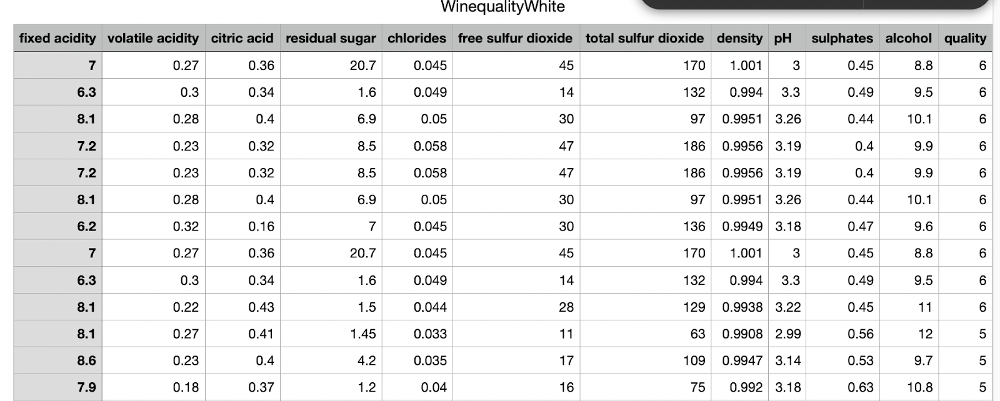 WinequalityWhite
fixed acidity volatile acidity citric acid residual sugar chlorides free sulfur dioxide total sulfur dioxide density pH sulphates alcohol quality
7 0.27 0.36 20.7 0.045 45 170 1.001 3 0.45 8.8 6
6.3 0.3 0.34 1.6 0.049 14 132 0.994 3.3 0.49 9.5 6
8.1 0.28 0.4 6.9 0.05 30 97 0.9951 3.26 0.44 10.1 6
7.2 0.23 0.32 8.5 0.058 47 186 0.9956 3.19 0.4 9.9 6
7.2 0.23 0.32 8.5 0.058 47 186 0.9956 3.19 0.4 9.9 6
8.1 0.28 0.4 6.9 0.05 30 97 0.9951 3.26 0.44 10.1 6
6.2 0.32 0.16 7 0.045 30 136 0.9949 3.18 0.47 9.6 6
7 0.27 0.36 20.7 0.045 45 170 1.001 3 0.45 8.8 6
6.3 0.3 0.34 1.6 0.049 14 132 0.994 3.3 0.49 9.5 6
8.1 0.22 0.43 1.5 0.044 28 129 0.9938 3.22 0.45 11 6
8.1 0.27 0.41 1.45 0.033 11 63 0.9908 2.99 0.56 12 5
8.6 0.23 0.4 4.2 0.035 17 109 0.9947 3.14 0.53 9.7 5
7.9 0.18 0.37 1.2 0.04 16 75 0.992 3.18 0.63 10.8 5